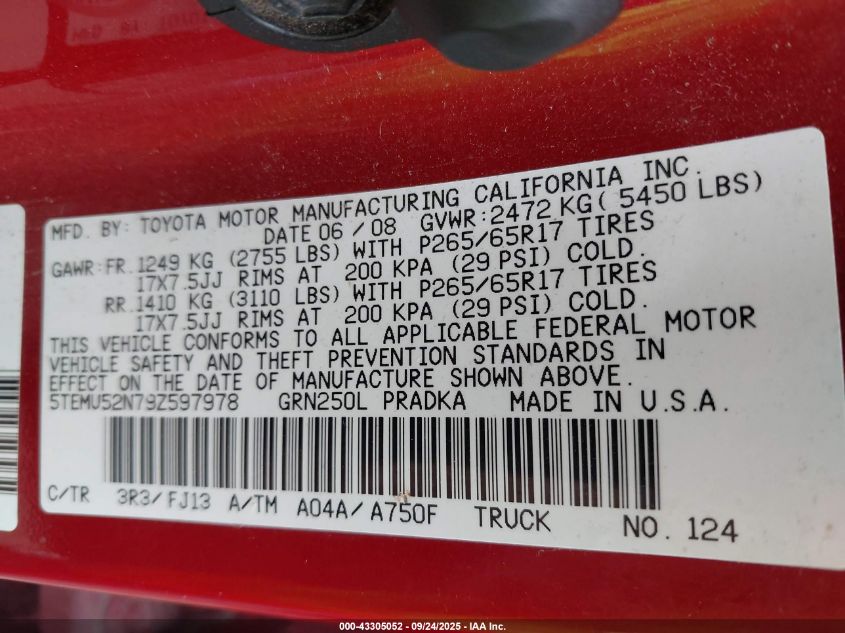 MFD. BY: TOYOTA MOTOR MANUFACTURING CALIFORNIA INC.
DATE 06/08 GVWR:2472 KG( 5450 LBS)
GAWR:FR.1249 KG (2755 LBS) WITH P265/65R17 TIRES
17X7.5JJ RIMS AT 200 KPA (29 PSI) COLD.
RR.1410 KG (3110 LBS) WITH P265/65R17 TIRES
17X7.5JJ RIMS AT 200 KPA (29 PSI) COLD.
THIS VEHICLE CONFORMS TO ALL APPLICABLE FEDERAL MOTOR
VEHICLE SAFETY AND THEFT PREVENTION STANDARDS IN
EFFECT ON THE DATE OF MANUFACTURE SHOWN ABOVE.
5TEMU52N79Z597978 GRN250L PRADKA MADE IN U.S.A.
C/TR 3R3/FJ13 A/TM A04A/A750F TRUCK NO. 124
000-43305052 - 09/24/2025 - IAA Inc.